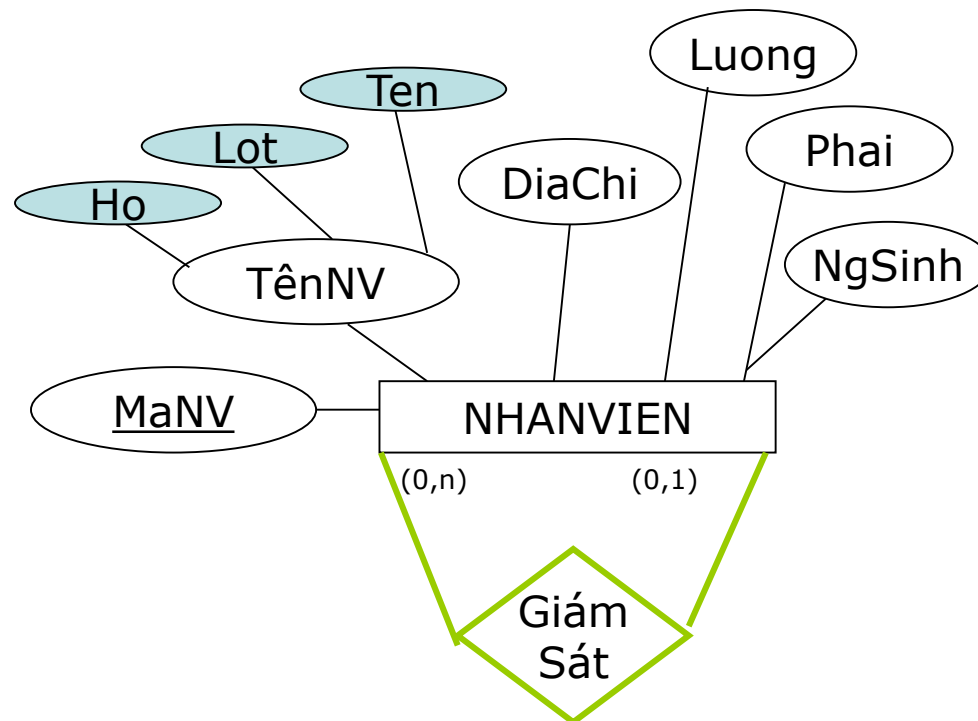 Luong
Ten
Lot
Phai
DiaChi
Ho
NgSinh
TênNV
MaNV
NHANVIEN
(0,n)
(0,1)
Giám
Sát